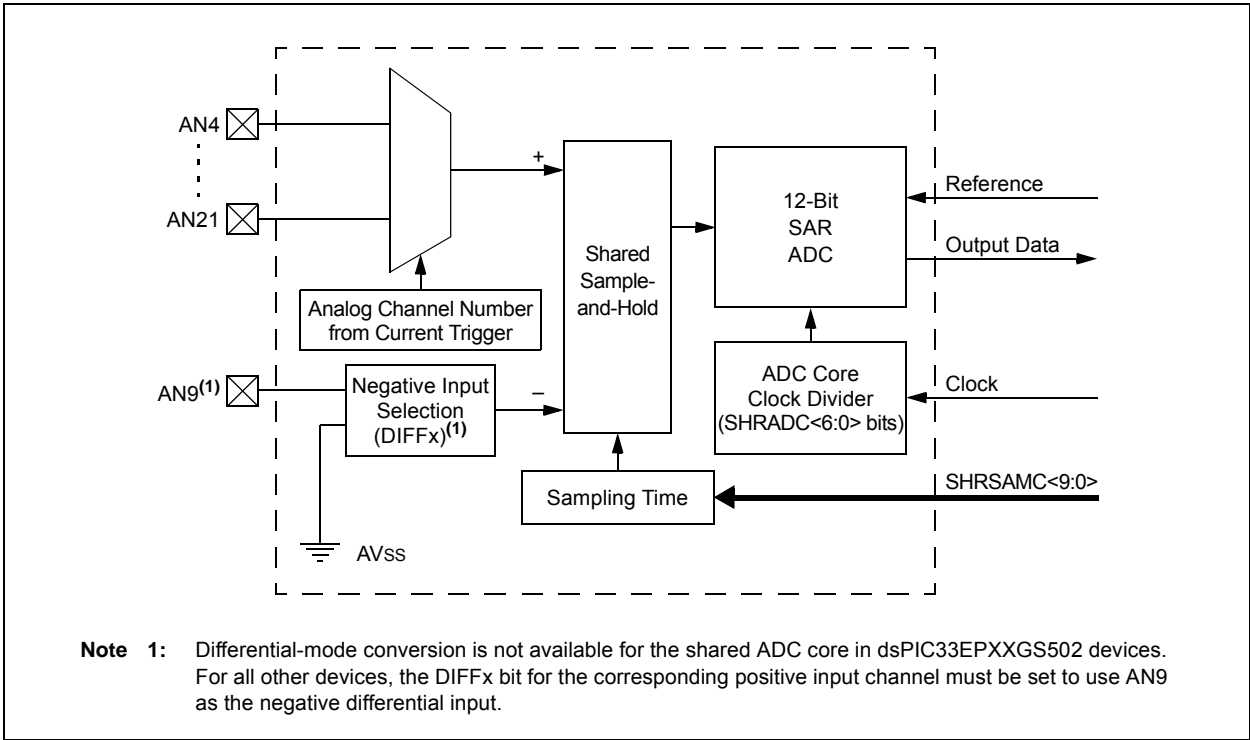 AN4
AN21
+
Analog Channel Number
from Current Trigger
AN9(1)
Negative Input
Selection
(DIFFx)(1)
–
AVSS
Shared
Sample-
and-Hold
Sampling Time
12-Bit
SAR
ADC
ADC Core
Clock Divider
(SHRADC<6:0> bits)
Reference
Output Data
Clock
SHRSAMC<9:0>
Note 1: Differential-mode conversion is not available for the shared ADC core in dsPIC33EPXXGS502 devices.
For all other devices, the DIFFx bit for the corresponding positive input channel must be set to use AN9
as the negative differential input.